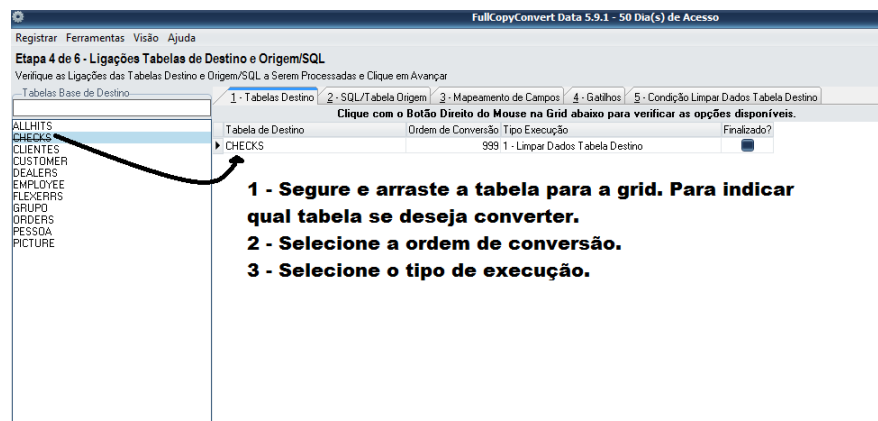 FullCopyConvert Data 5.9.1 - 50 Dia(s) de Acesso
Registrar Ferramentas Visão Ajuda
Etapa 4 de 6 - Ligações Tabelas de Destino e Origem/SQL
Verifique as Ligações das Tabelas Destino e Origem/SQL a Serem Processadas e Clique em Avançar
Tabelas Base de Destino
1 - Tabelas Destino 2 - SQL/Tabela Origem 3 - Mapeamento de Campos 4 - Gatilhos 5 - Condição Limpar Dados Tabela Destino
Clique com o Botão Direito do Mouse na Grid abaixo para verificar as opções disponíveis.
ALLHITS
CHECKS
CLIENTES
CUSTOMER
DEALERS
EMPLOYEE
FLEXERRS
GRUPO
ORDERS
PESSOA
PICTURE
Tabela de Destino Ordem de Conversão Tipo Execução Finalizado?
CHECKS 999 1 - Limpar Dados Tabela Destino
1 - Segure e arraste a tabela para a grid. Para indicar
qual tabela se deseja converter.
2 - Selecione a ordem de conversão.
3 - Selecione o tipo de execução.